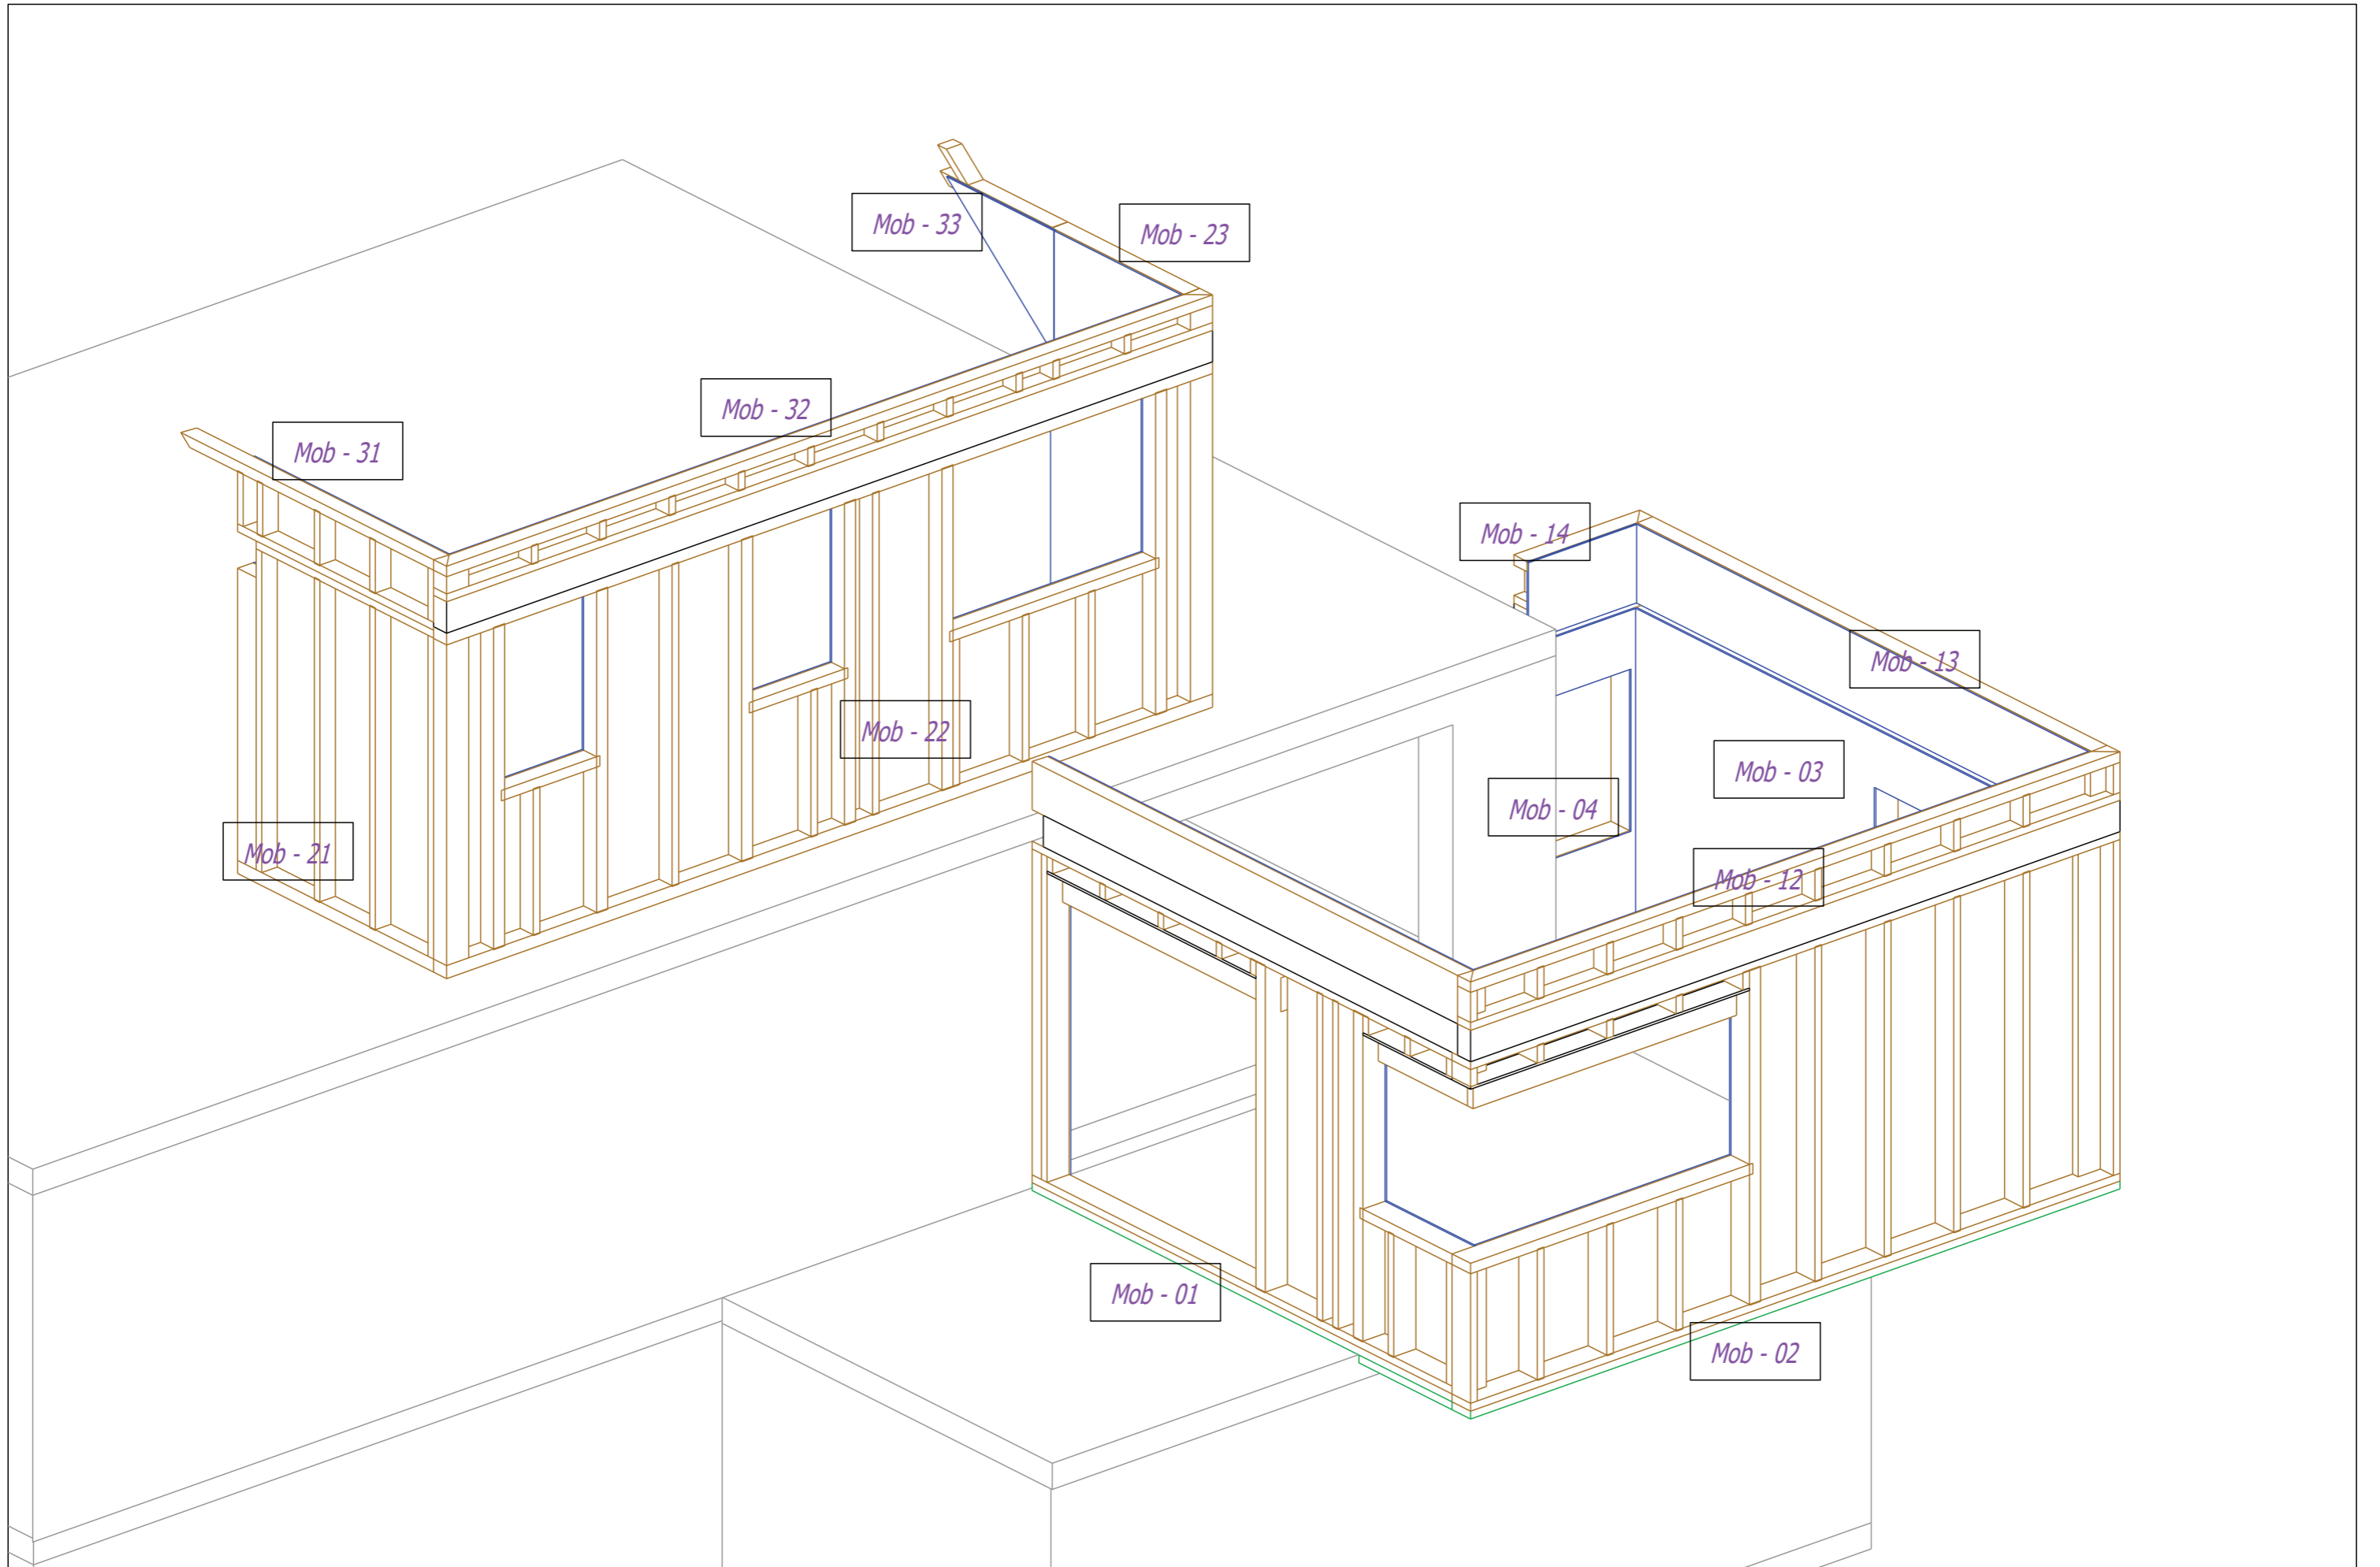 Mob - 33
Mob - 23
Mob - 32
Mob - 31
Mob - 14
Mob - 13
Mob - 22
Mob - 03
Mob - 04
Mob - 21
Mob - 12
Mob - 01
Mob - 02